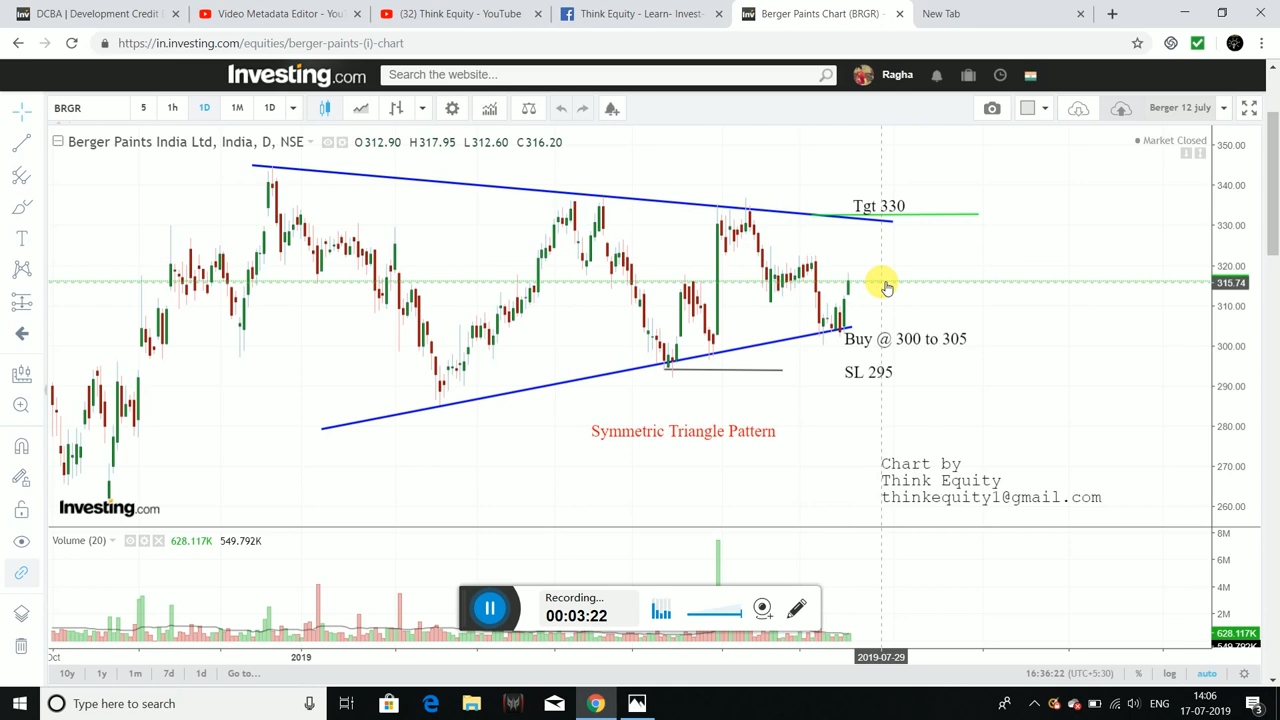 DCBA | Development Credit E
Video Metadata Editor - YouT
(32) Think Equity - YouTube
Think Equity - Learn- Invest-
Berger Paints Chart (BRGR) -
New Tab
https://in.investing.com/equities/berger-paints-(i)-chart
Investing.com
Search the website...
Ragha
BRGR
5
1h
1D
1M
1D
Berger 12 july
Berger Paints India Ltd, India, D, NSE
O312.90 H317.95 L312.60 C316.20
Market Closed
350.00
340.00
Tgt 330
330.00
320.00
315.74
310.00
Buy @ 300 to 305
300.00
SL 295
290.00
Symmetric Triangle Pattern
280.00
Chart by
Think Equity
thinkequity1@gmail.com
270.00
260.00
Investing.com
Volume (20)
628.117K
549.792K
8M
6M
4M
2M
Recording...
00:03:22
628.117K
549.792K
Oct
2019
2019-07-29
10y
1y
1m
7d
1d
Go to...
16:36:22 (UTC+5:30)
%
log
auto
Type here to search
ENG
14:06
17-07-2019
3